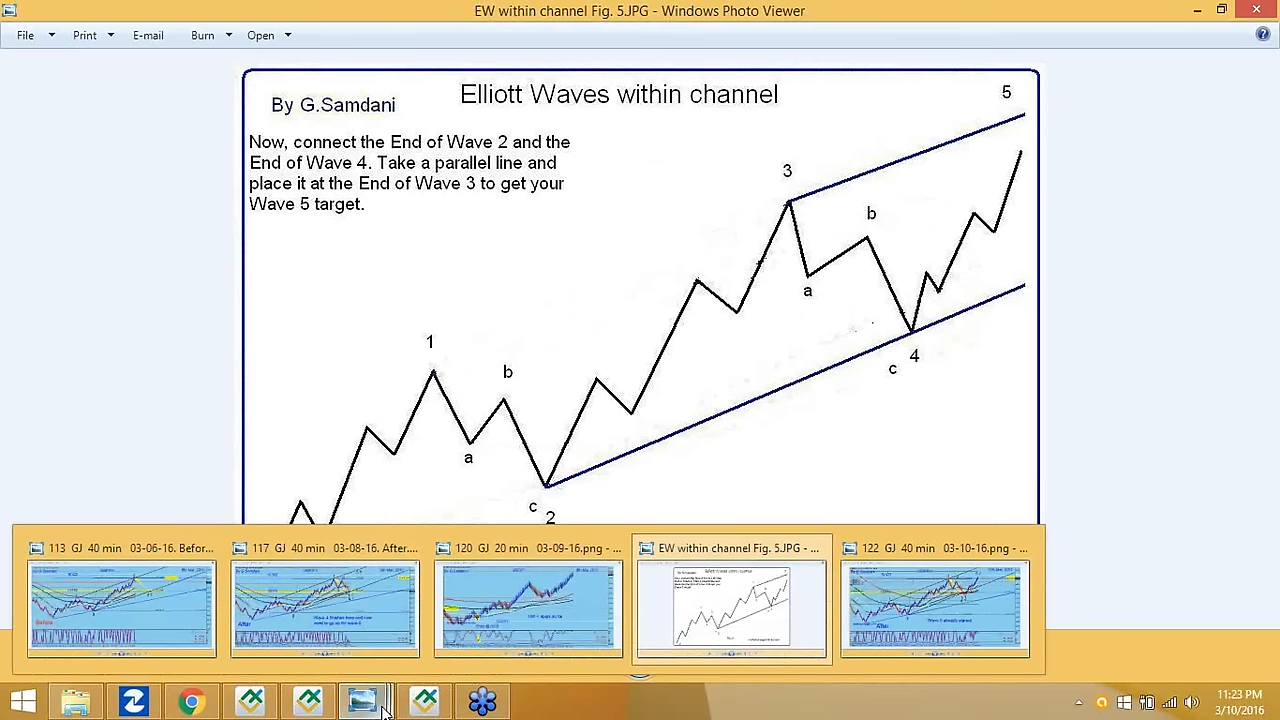 EW within channel Fig. 5.JPG - Windows Photo Viewer
File Print E-mail Burn Open
Elliott Waves within channel
By G.Samdani
5
Now, connect the End of Wave 2 and the
End of Wave 4. Take a parallel line and
place it at the End of Wave 3 to get your
Wave 5 target.
3
b
a
1
b
4
c
a
c
2
113 GJ 40 min 03-06-16. Befor...
117 GJ 40 min 03-08-16. After....
120 GJ 20 min 03-09-16.png - ...
EW within channel Fig. 5.JPG - ...
122 GJ 40 min 03-10-16.png - ...
Before
After
After
11:23 PM
3/10/2016